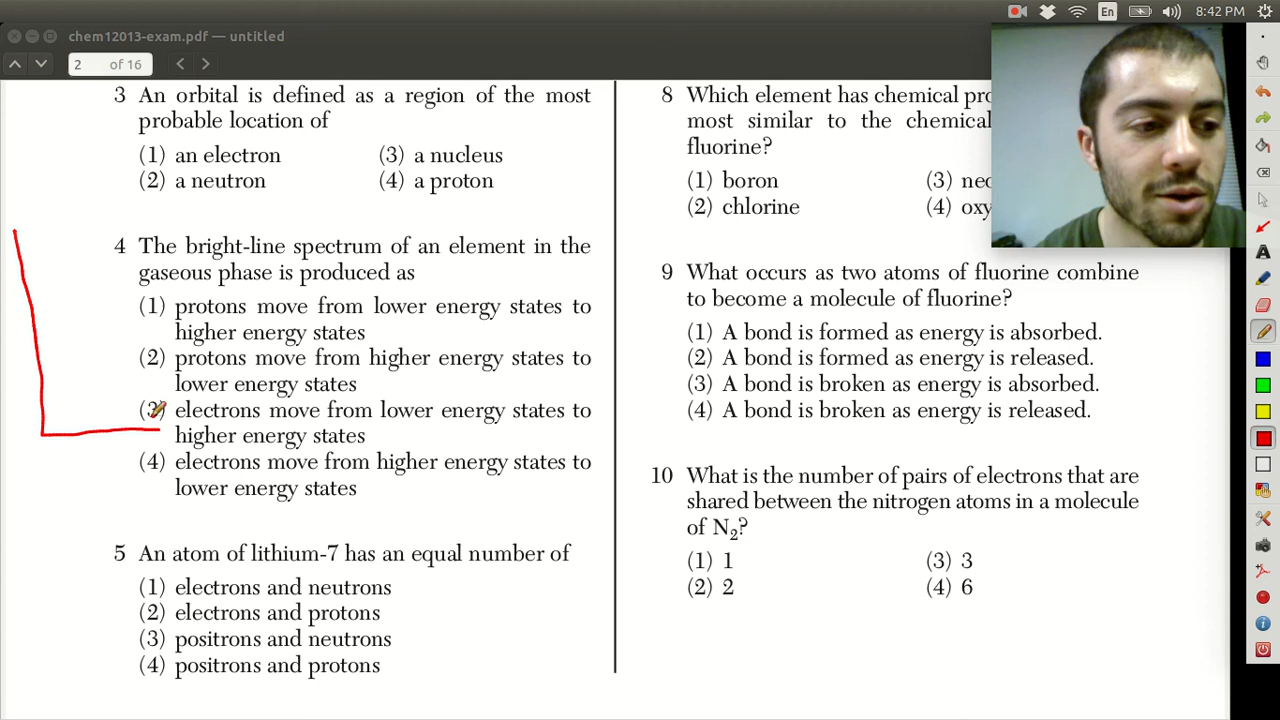 En
8:42 PM
chem12013-exam.pdf — untitled
2 of 16
3 An orbital is defined as a region of the most
probable location of
(1) an electron (3) a nucleus
(2) a neutron (4) a proton
4 The bright-line spectrum of an element in the
gaseous phase is produced as
(1) protons move from lower energy states to
higher energy states
(2) protons move from higher energy states to
lower energy states
(3) electrons move from lower energy states to
higher energy states
(4) electrons move from higher energy states to
lower energy states
5 An atom of lithium-7 has an equal number of
(1) electrons and neutrons
(2) electrons and protons
(3) positrons and neutrons
(4) positrons and protons
8 Which element has chemical
most similar to the chemical
fluorine?
(1) boron (3)
(2) chlorine (4)
9 What occurs as two atoms of fluorine combine
to become a molecule of fluorine?
(1) A bond is formed as energy is absorbed.
(2) A bond is formed as energy is released.
(3) A bond is broken as energy is absorbed.
(4) A bond is broken as energy is released.
10 What is the number of pairs of electrons that are
shared between the nitrogen atoms in a molecule
of N₂?
(1) 1 (3) 3
(2) 2 (4) 6
A